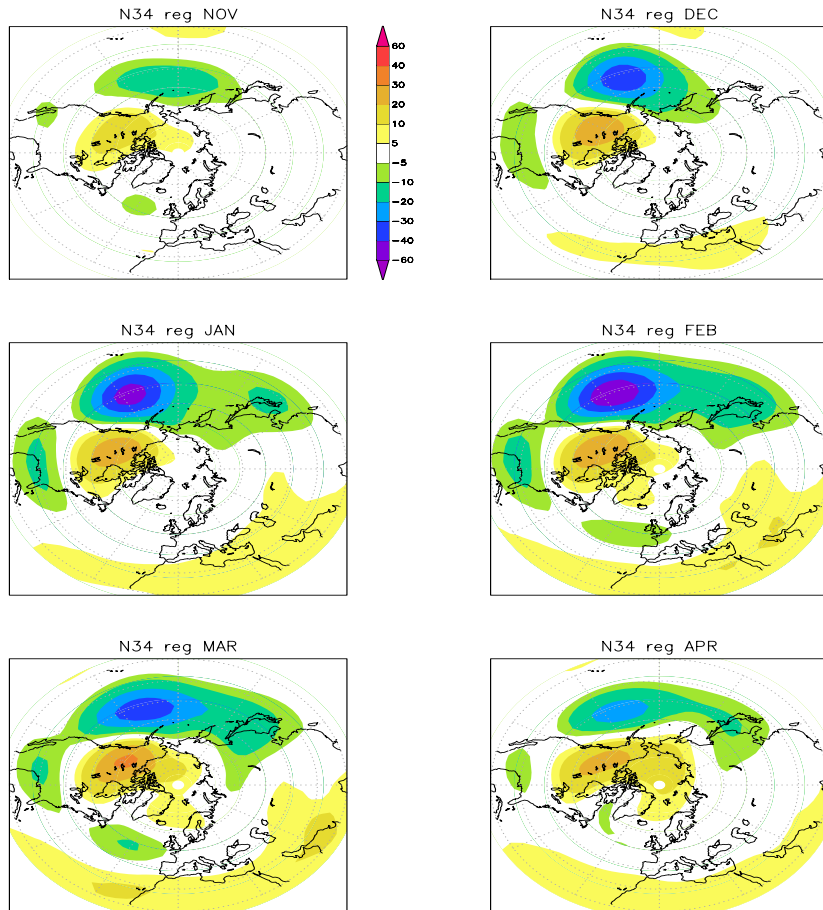 N34 reg NOV
N34 reg DEC
60
40
30
20
10
5
−5
−10
−20
−30
−40
−60
N34 reg JAN
N34 reg FEB
N34 reg MAR
N34 reg APR